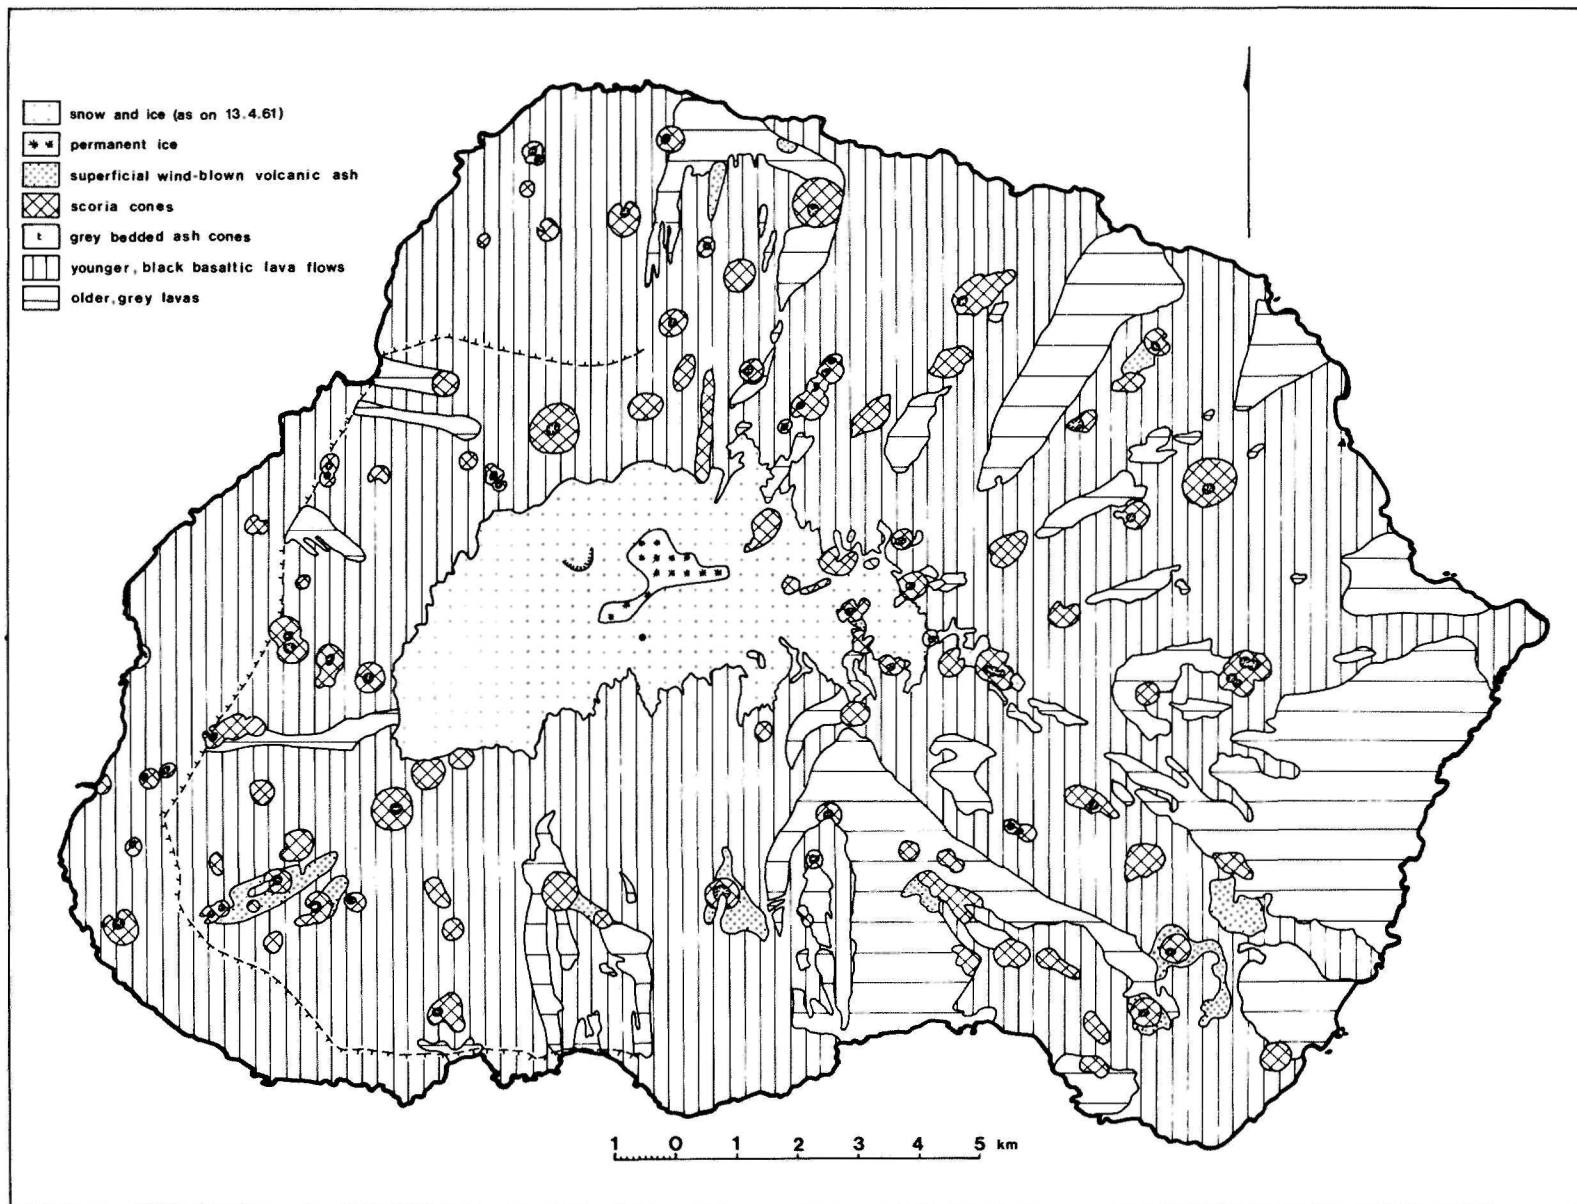 snow and ice (as on 13.4.61)
permanent ice
superficial wind-blown volcanic ash
scoria cones
t grey bedded ash cones
younger, black basaltic lava flows
older, grey lavas
1 0 1 2 3 4 5 km